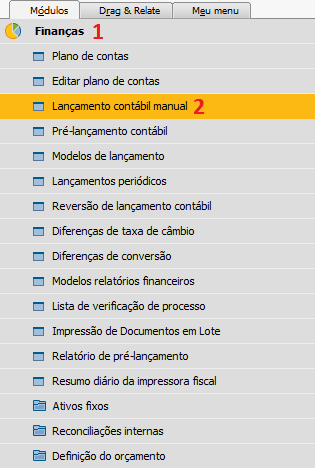 Módulos Drag & Relate Meu menu
Finanças 1
Plano de contas
Editar plano de contas
Lançamento contábil manual 2
Pré-lançamento contábil
Modelos de lançamento
Lançamentos periódicos
Reversão de lançamento contábil
Diferenças de taxa de câmbio
Diferenças de conversão
Modelos relatórios financeiros
Lista de verificação de processo
Impressão de Documentos em Lote
Relatório de pré-lançamento
Resumo diário da impressora fiscal
Ativos fixos
Reconciliações internas
Definição do orçamento